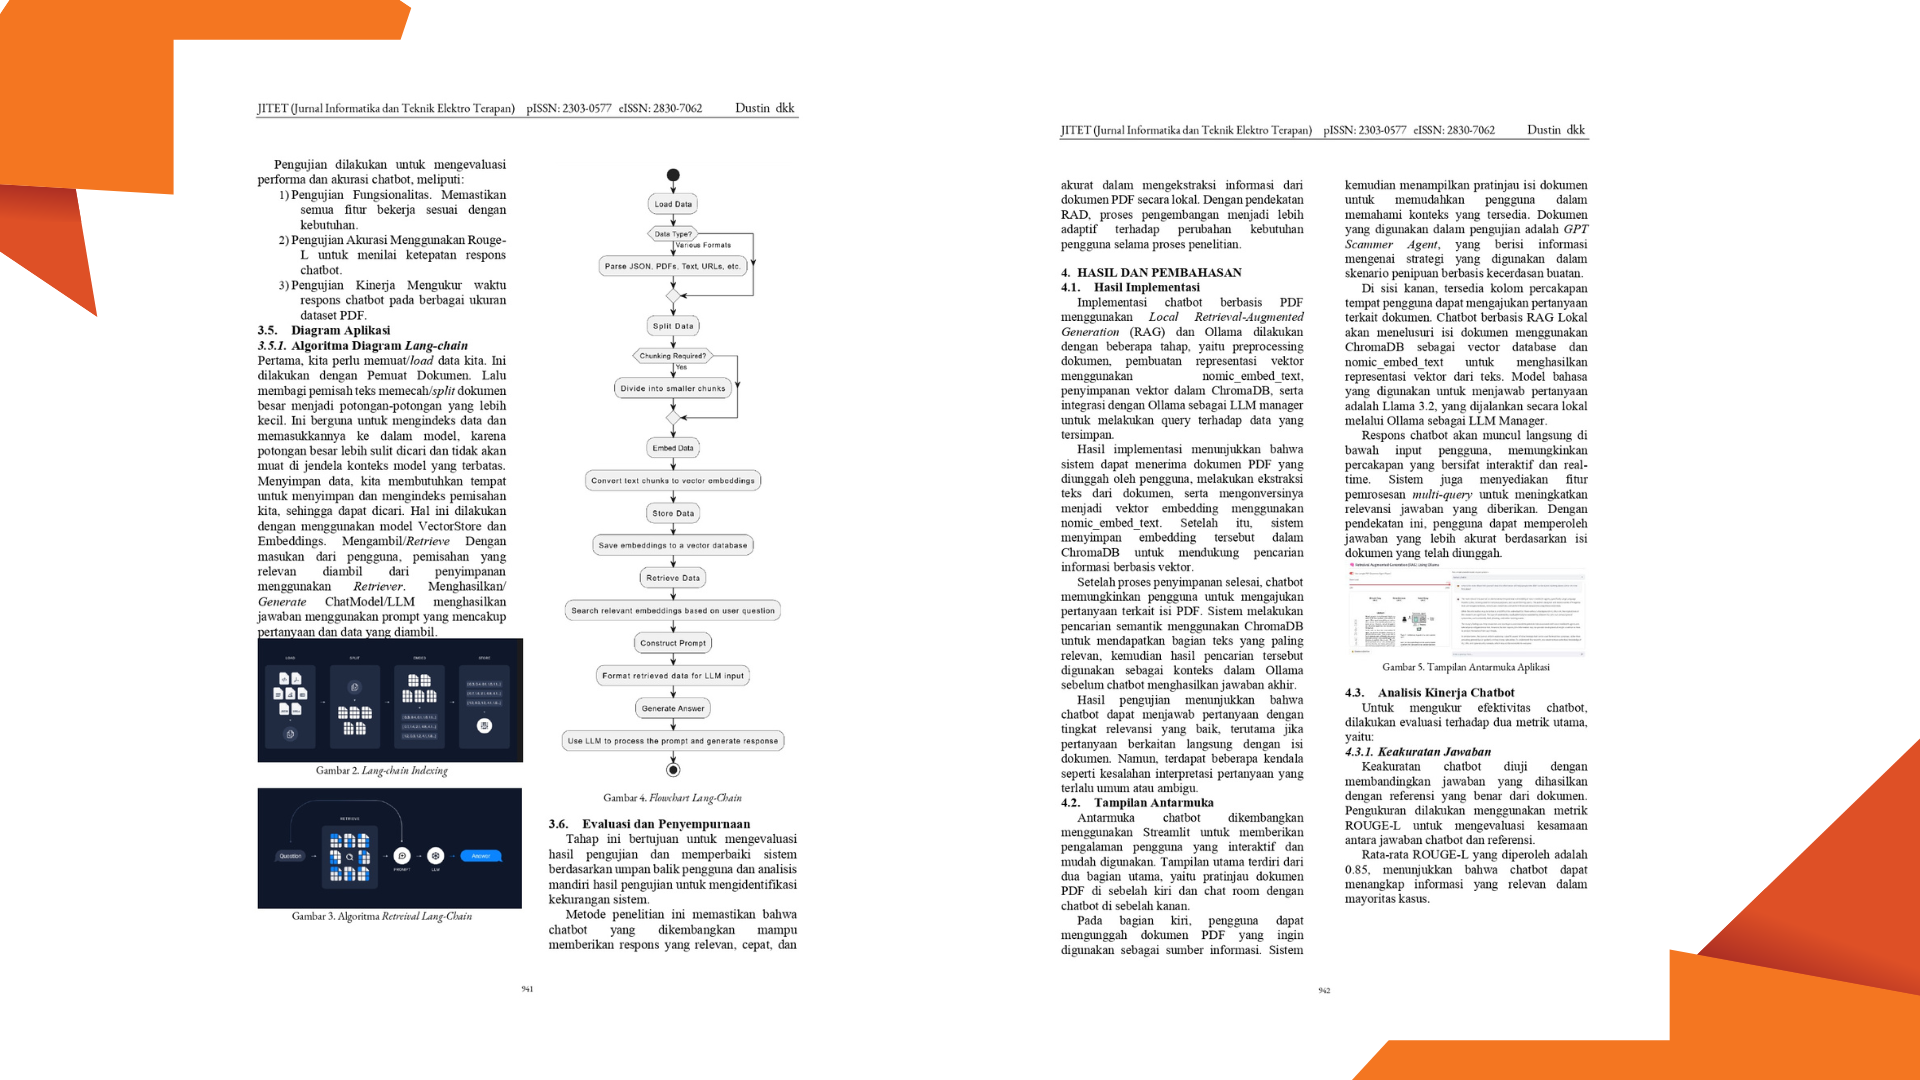 JITET (Jurnal Informatika dan Teknik Elektro Terapan) pISSN: 2303-0577 eISSN: 2830-7062 Dustin dkk
Pengujian dilakukan untuk mengevaluasi
performa dan akurasi chatbot, meliputi:
1) Pengujian Fungsionalitas. Memastikan
semua fitur bekerja sesuai dengan
kebutuhan.
2) Pengujian Akurasi Menggunakan Rouge-
L untuk menilai ketepatan respons
chatbot.
3) Pengujian Kinerja Mengukur waktu
respons chatbot pada berbagai ukuran
dataset PDF.
3.5. Diagram Aplikasi
3.5.1. Algoritma Diagram Lang-chain
Pertama, kita perlu memuat/load data kita. Ini
dilakukan dengan Pemuat Dokumen. Lalu
membagi pemisah teks memecah/split dokumen
besar menjadi potongan-potongan yang lebih
kecil. Ini berguna untuk mengindeks data dan
memasukkannya ke dalam model, karena
potongan besar lebih sulit dicari dan tidak akan
muat di jendela konteks model yang terbatas.
Menyimpan data, kita membutuhkan tempat
untuk menyimpan dan mengindeks pemisahan
kita, sehingga dapat dicari. Hal ini dilakukan
dengan menggunakan model VectorStore dan
Embeddings. Mengambil/Retrieve Dengan
masukan dari pengguna, pemisahan yang
relevan diambil dari penyimpanan
menggunakan Retriever. Menghasilkan/
Generate ChatModel/LLM menghasilkan
jawaban menggunakan prompt yang mencakup
pertanyaan dan data yang diambil.
LOAD SPLIT EMBED STORE
Gambar 2. Lang-chain Indexing
RETRIEVE
Question
PROMPT
LLM
Answer
Gambar 3. Algoritma Retreival Lang-Chain
Load Data
Data Type?
Various Formats
Parse JSON, PDFs, Text, URLs, etc.
Split Data
Chunking Required?
Yes
Divide into smaller chunks
Embed Data
Convert text chunks to vector embeddings
Store Data
Save embeddings to a vector database
Retrieve Data
Search relevant embeddings based on user question
Construct Prompt
Format retrieved data for LLM input
Generate Answer
Use LLM to process the prompt and generate response
Gambar 4. Flowchart Lang-Chain
3.6. Evaluasi dan Penyempurnaan
Tahap ini bertujuan untuk mengevaluasi
hasil pengujian dan memperbaiki sistem
berdasarkan umpan balik pengguna dan analisis
mandiri hasil pengujian untuk mengidentifikasi
kekurangan sistem.
Metode penelitian ini memastikan bahwa
chatbot yang dikembangkan mampu
memberikan respons yang relevan, cepat, dan
941
JITET (Jurnal Informatika dan Teknik Elektro Terapan) pISSN: 2303-0577 eISSN: 2830-7062 Dustin dkk
akurat dalam mengekstraksi informasi dari
dokumen PDF secara lokal. Dengan pendekatan
RAD, proses pengembangan menjadi lebih
adaptif terhadap perubahan kebutuhan
pengguna selama proses penelitian.
4. HASIL DAN PEMBAHASAN
4.1. Hasil Implementasi
Implementasi chatbot berbasis PDF
menggunakan Local Retrieval-Augmented
Generation (RAG) dan Ollama dilakukan
dengan beberapa tahap, yaitu preprocessing
dokumen, pembuatan representasi vektor
menggunakan nomic_embed_text,
penyimpanan vektor dalam ChromaDB, serta
integrasi dengan Ollama sebagai LLM manager
untuk melakukan query terhadap data yang
tersimpan.
Hasil implementasi menunjukkan bahwa
sistem dapat menerima dokumen PDF yang
diunggah oleh pengguna, melakukan ekstraksi
teks dari dokumen, serta mengonversinya
menjadi vektor embedding menggunakan
nomic_embed_text. Setelah itu, sistem
menyimpan embedding tersebut dalam
ChromaDB untuk mendukung pencarian
informasi berbasis vektor.
Setelah proses penyimpanan selesai, chatbot
memungkinkan pengguna untuk mengajukan
pertanyaan terkait isi PDF. Sistem melakukan
pencarian semantik menggunakan ChromaDB
untuk mendapatkan bagian teks yang paling
relevan, kemudian hasil pencarian tersebut
digunakan sebagai konteks dalam Ollama
sebelum chatbot menghasilkan jawaban akhir.
Hasil pengujian menunjukkan bahwa
chatbot dapat menjawab pertanyaan dengan
tingkat relevansi yang baik, terutama jika
pertanyaan berkaitan langsung dengan isi
dokumen. Namun, terdapat beberapa kendala
seperti kesalahan interpretasi pertanyaan yang
terlalu umum atau ambigu.
4.2. Tampilan Antarmuka
Antarmuka chatbot dikembangkan
menggunakan Streamlit untuk memberikan
pengalaman pengguna yang interaktif dan
mudah digunakan. Tampilan utama terdiri dari
dua bagian utama, yaitu pratinjau dokumen
PDF di sebelah kiri dan chat room dengan
chatbot di sebelah kanan.
Pada bagian kiri, pengguna dapat
mengunggah dokumen PDF yang ingin
digunakan sebagai sumber informasi. Sistem
kemudian menampilkan pratinjau isi dokumen
untuk memudahkan pengguna dalam
memahami konteks yang tersedia. Dokumen
yang digunakan dalam pengujian adalah GPT
Scammer Agent, yang berisi informasi
mengenai strategi yang digunakan dalam
skenario penipuan berbasis kecerdasan buatan.
Di sisi kanan, tersedia kolom percakapan
tempat pengguna dapat mengajukan pertanyaan
terkait dokumen. Chatbot berbasis RAG Lokal
akan menelusuri isi dokumen menggunakan
ChromaDB sebagai vector database dan
nomic_embed_text untuk menghasilkan
representasi vektor dari teks. Model bahasa
yang digunakan untuk menjawab pertanyaan
adalah Llama 3.2, yang dijalankan secara lokal
melalui Ollama sebagai LLM Manager.
Respons chatbot akan muncul langsung di
bawah input pengguna, memungkinkan
percakapan yang bersifat interaktif dan real-
time. Sistem juga menyediakan fitur
pemrosesan multi-query untuk meningkatkan
relevansi jawaban yang diberikan. Dengan
pendekatan ini, pengguna dapat memperoleh
jawaban yang lebih akurat berdasarkan isi
dokumen yang telah diunggah.
Gambar 5. Tampilan Antarmuka Aplikasi
4.3. Analisis Kinerja Chatbot
Untuk mengukur efektivitas chatbot,
dilakukan evaluasi terhadap dua metrik utama,
yaitu:
4.3.1. Keakuratan Jawaban
Keakuratan chatbot diuji dengan
membandingkan jawaban yang dihasilkan
dengan referensi yang benar dari dokumen.
Pengukuran dilakukan menggunakan metrik
ROUGE-L untuk mengevaluasi kesamaan
antara jawaban chatbot dan referensi.
Rata-rata ROUGE-L yang diperoleh adalah
0.85, menunjukkan bahwa chatbot dapat
menangkap informasi yang relevan dalam
mayoritas kasus.
942